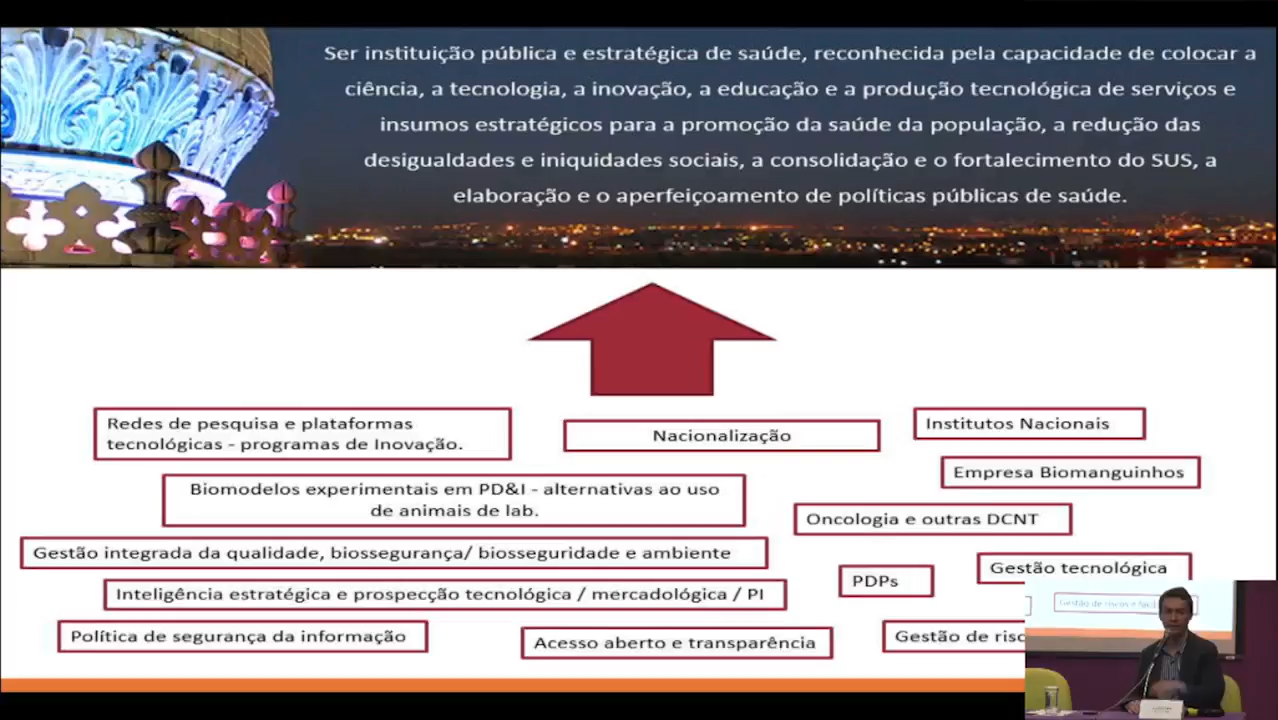 Ser instituição pública e estratégica de saúde, reconhecida pela capacidade de colocar a
ciência, a tecnologia, a inovação, a educação e a produção tecnológica de serviços e
insumos estratégicos para a promoção da saúde da população, a redução das
desigualdades e iniquidades sociais, a consolidação e o fortalecimento do SUS, a
elaboração e o aperfeiçoamento de políticas públicas de saúde.
Redes de pesquisa e plataformas
tecnológicas - programas de Inovação.
Nacionalização
Institutos Nacionais
Empresa Biomanguinhos
Biomodelos experimentais em PD&I - alternativas ao uso
de animais de lab.
Oncologia e outras DCNT
Gestão integrada da qualidade, biossegurança/ biosseguridade e ambiente
Gestão tecnológica
PDPs
Inteligência estratégica e prospecção tecnológica / mercadológica / PI
Política de segurança da informação
Acesso aberto e transparência
Gestão de risc
Gestão de riscos e